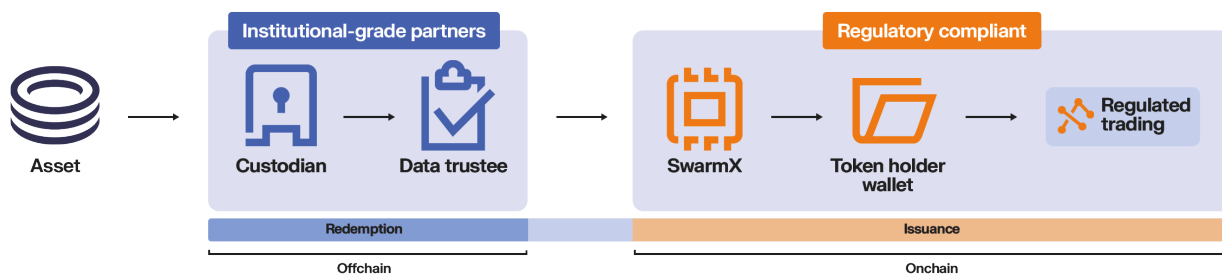 Institutional-grade partners
Regulatory compliant
Asset
Custodian
Data trustee
SwarmX
Token holder
wallet
Regulated
trading
Redemption
Issuance
Offchain
Onchain